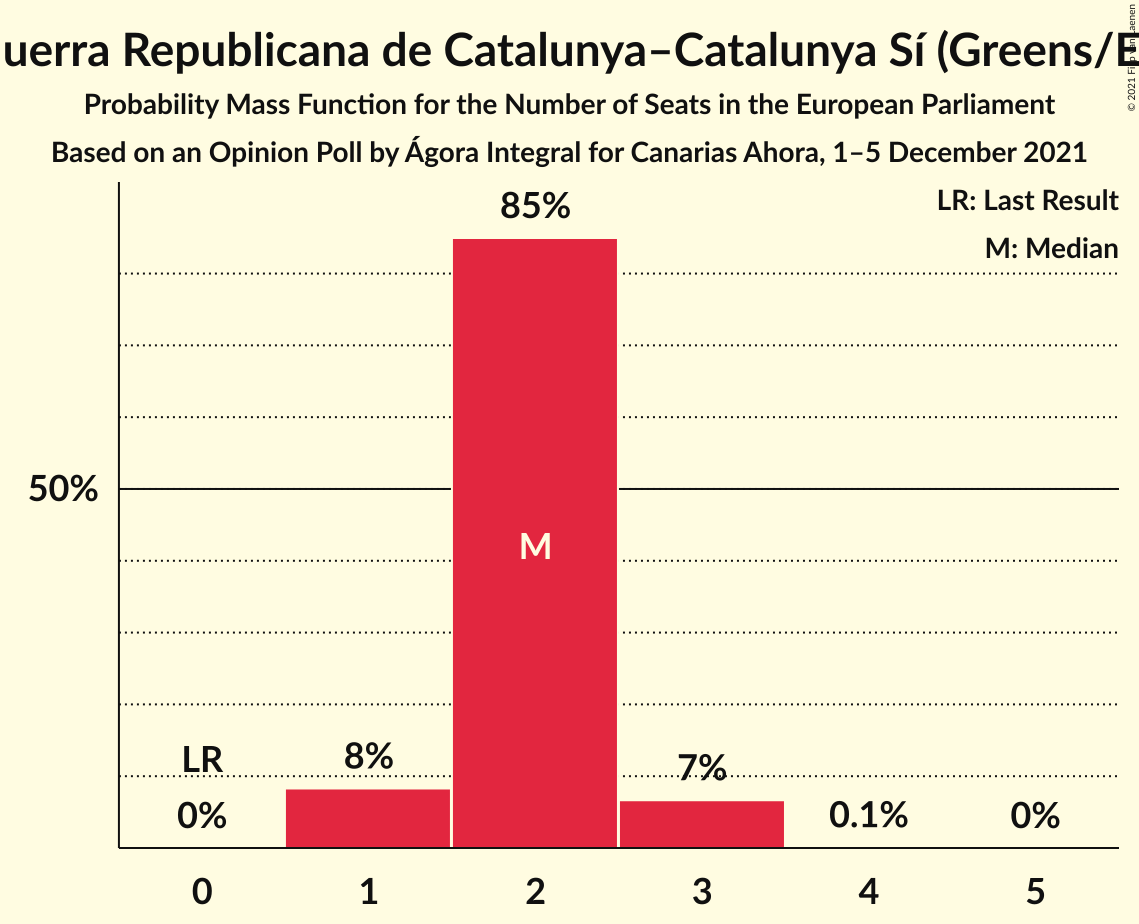 uerra Republicana de Catalunya–Catalunya Sí (Greens/E
Probability Mass Function for the Number of Seats in the European Parliament
Based on an Opinion Poll by Ágora Integral for Canarias Ahora, 1–5 December 2021
© 2021
LR: Last Result
M: Median
85%
50%
M
LR
8%
7%
0%
0.1%
0%
0 1 2 3 4 5